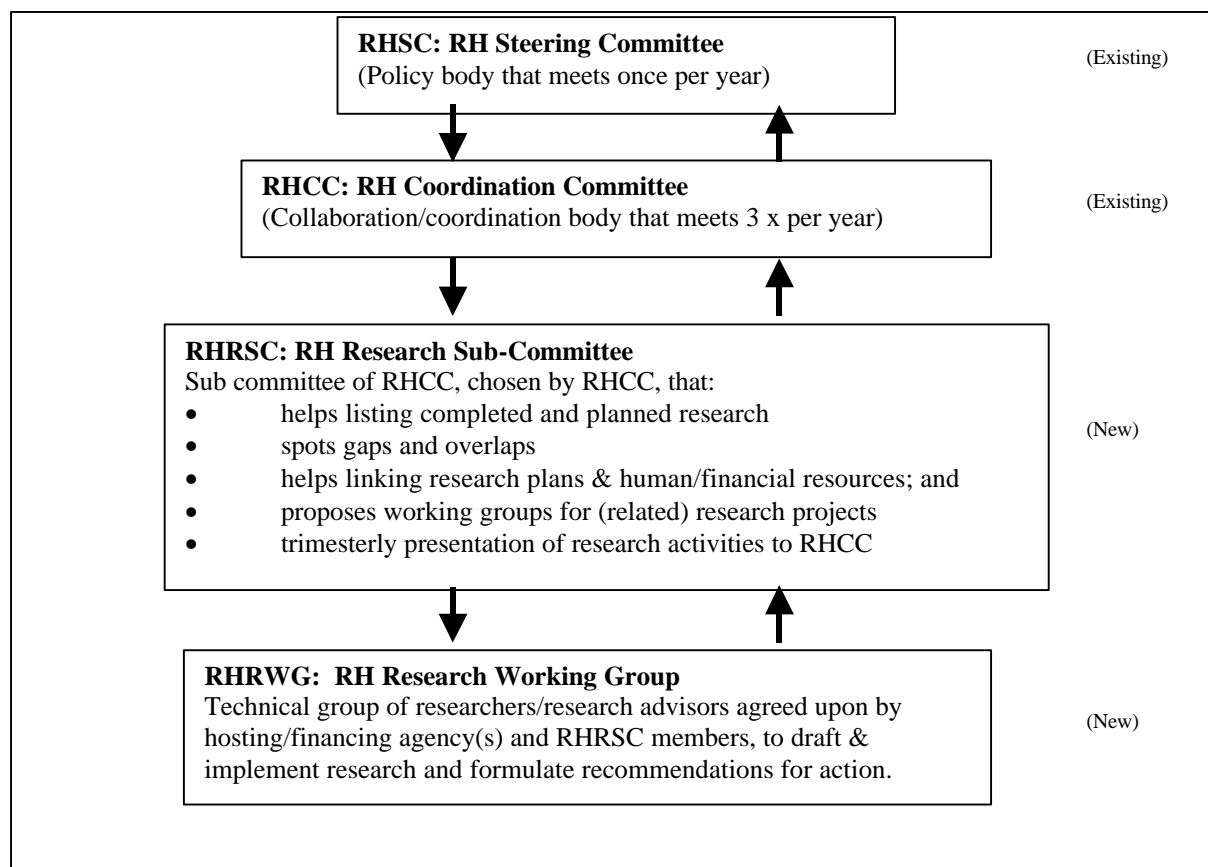 RHSC: RH Steering Committee
(Policy body that meets once per year)
(Existing)
RHCC: RH Coordination Committee
(Collaboration/coordination body that meets 3 x per year)
(Existing)
RHRSC: RH Research Sub-Committee
Sub committee of RHCC, chosen by RHCC, that:
• helps listing completed and planned research
• spots gaps and overlaps
• helps linking research plans & human/financial resources; and
• proposes working groups for (related) research projects
• trimesterly presentation of research activities to RHCC
(New)
RHRWG: RH Research Working Group
Technical group of researchers/research advisors agreed upon by
hosting/financing agency(s) and RHRSC members, to draft &
implement research and formulate recommendations for action.
(New)